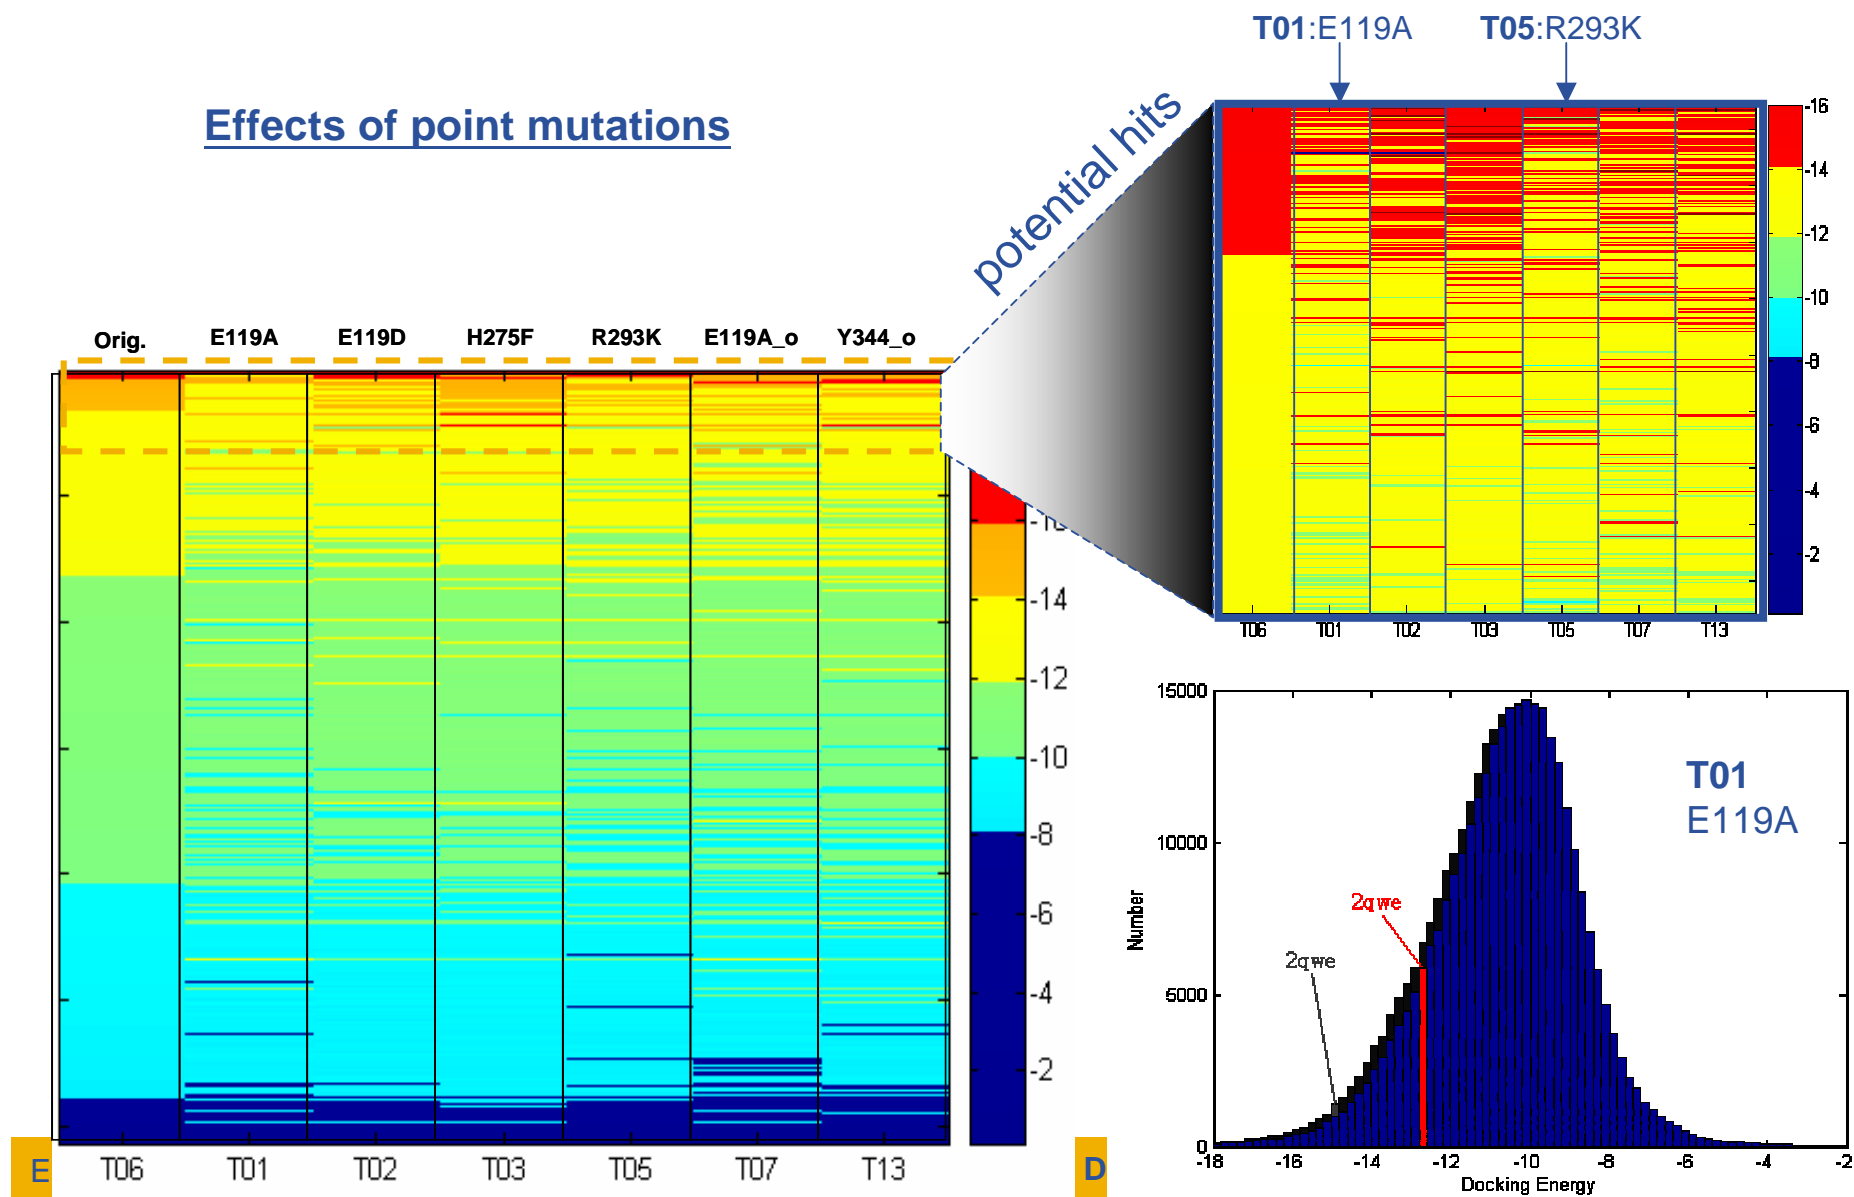 T01:E119A T05:R293K
Effects of point mutations
potential hits
-16
-14
-12
-10
-8
-6
-4
-2
T06 T01 T02 T03 T05 T07 T13
Orig. E119A E119D H275F R293K E119A_o Y344_o
-14
-12
-10
-8
-6
-4
-2
T06 T01 T02 T03 T05 T07 T13
E
15000
10000
5000
0
Number
2qwe
2qwe
T01
E119A
-18 -16 -14 -12 -10 -8 -6 -4 -2
Docking Energy
D